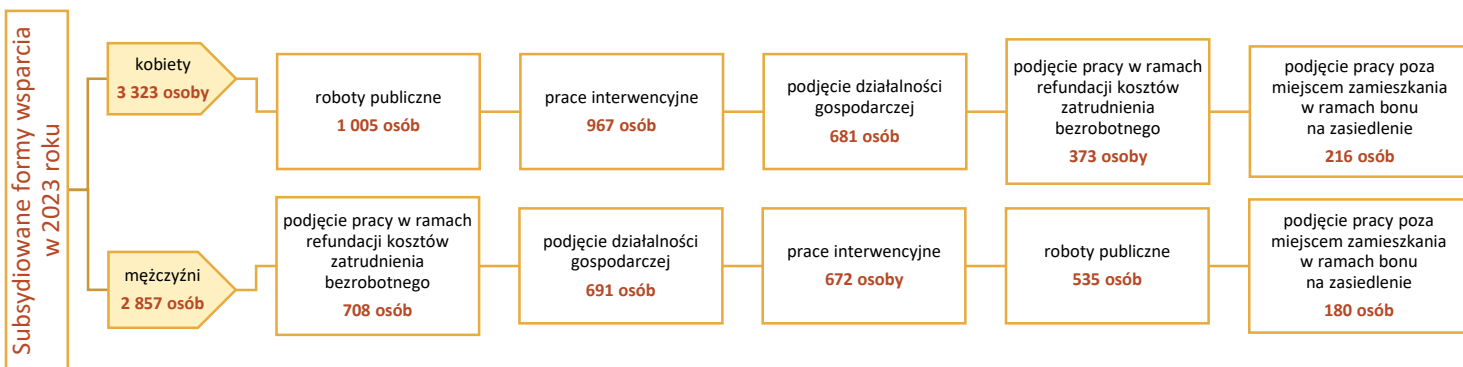 Subsydiowane formy wsparcia
w 2023 roku
kobiety
3 323 osoby
roboty publiczne
1 005 osób
prace interwencyjne
967 osób
podjęcie działalności
gospodarczej
681 osób
podjęcie pracy w ramach
refundacji kosztów
zatrudnienia
bezrobotnego
373 osoby
podjęcie pracy poza
miejscem zamieszkania
w ramach bonu
na zasiedlenie
216 osób
mężczyźni
2 857 osób
podjęcie pracy w ramach
refundacji kosztów
zatrudnienia
bezrobotnego
708 osób
podjęcie działalności
gospodarczej
691 osób
prace interwencyjne
672 osoby
roboty publiczne
535 osób
podjęcie pracy poza
miejscem zamieszkania
w ramach bonu
na zasiedlenie
180 osób